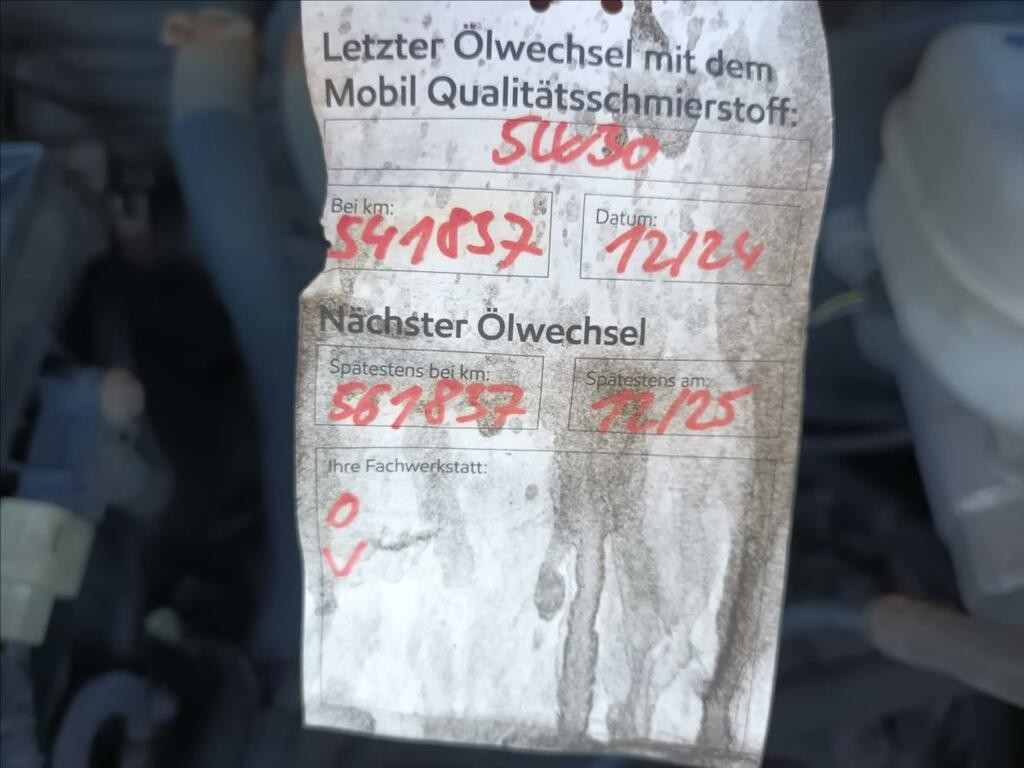 Letzter Ölwechsel mit dem
Mobil Qualitätsschmierstoff:
5W30
Bei km:
541837
Datum:
12/24
Nächster Ölwechsel
Spätestens bei km:
561837
Spätestens am:
12/25
Ihre Fachwerkstatt:
O
V